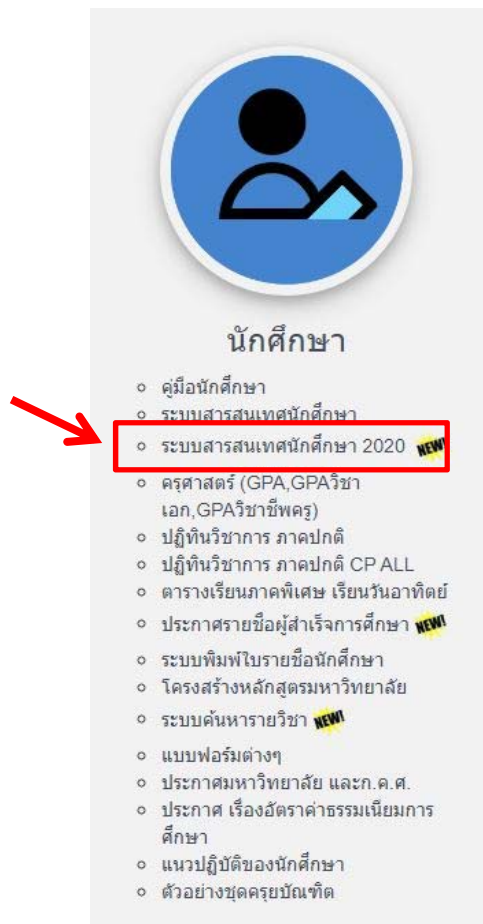 นักศึกษา
คู่มือนักศึกษา
ระบบสารสนเทศนักศึกษา
ระบบสารสนเทศนักศึกษา 2020 NEW!
ครุศาสตร์ (GPA,GPAวิชา
เอก,GPAวิชาชีพครู)
ปฏิทินวิชาการ ภาคปกติ
ปฏิทินวิชาการ ภาคปกติ CP ALL
ตารางเรียนภาคพิเศษ เรียนวันอาทิตย์
ประกาศรายชื่อผู้สำเร็จการศึกษา NEW!
ระบบพิมพ์ใบรายชื่อนักศึกษา
โครงสร้างหลักสูตรมหาวิทยาลัย
ระบบค้นหารายวิชา NEW!
แบบฟอร์มต่างๆ
ประกาศมหาวิทยาลัย และก.ค.ศ.
ประกาศ เรื่องอัตราค่าธรรมเนียมการ
ศึกษา
แนวปฏิบัติของนักศึกษา
ตัวอย่างชุดครุยบัณฑิต